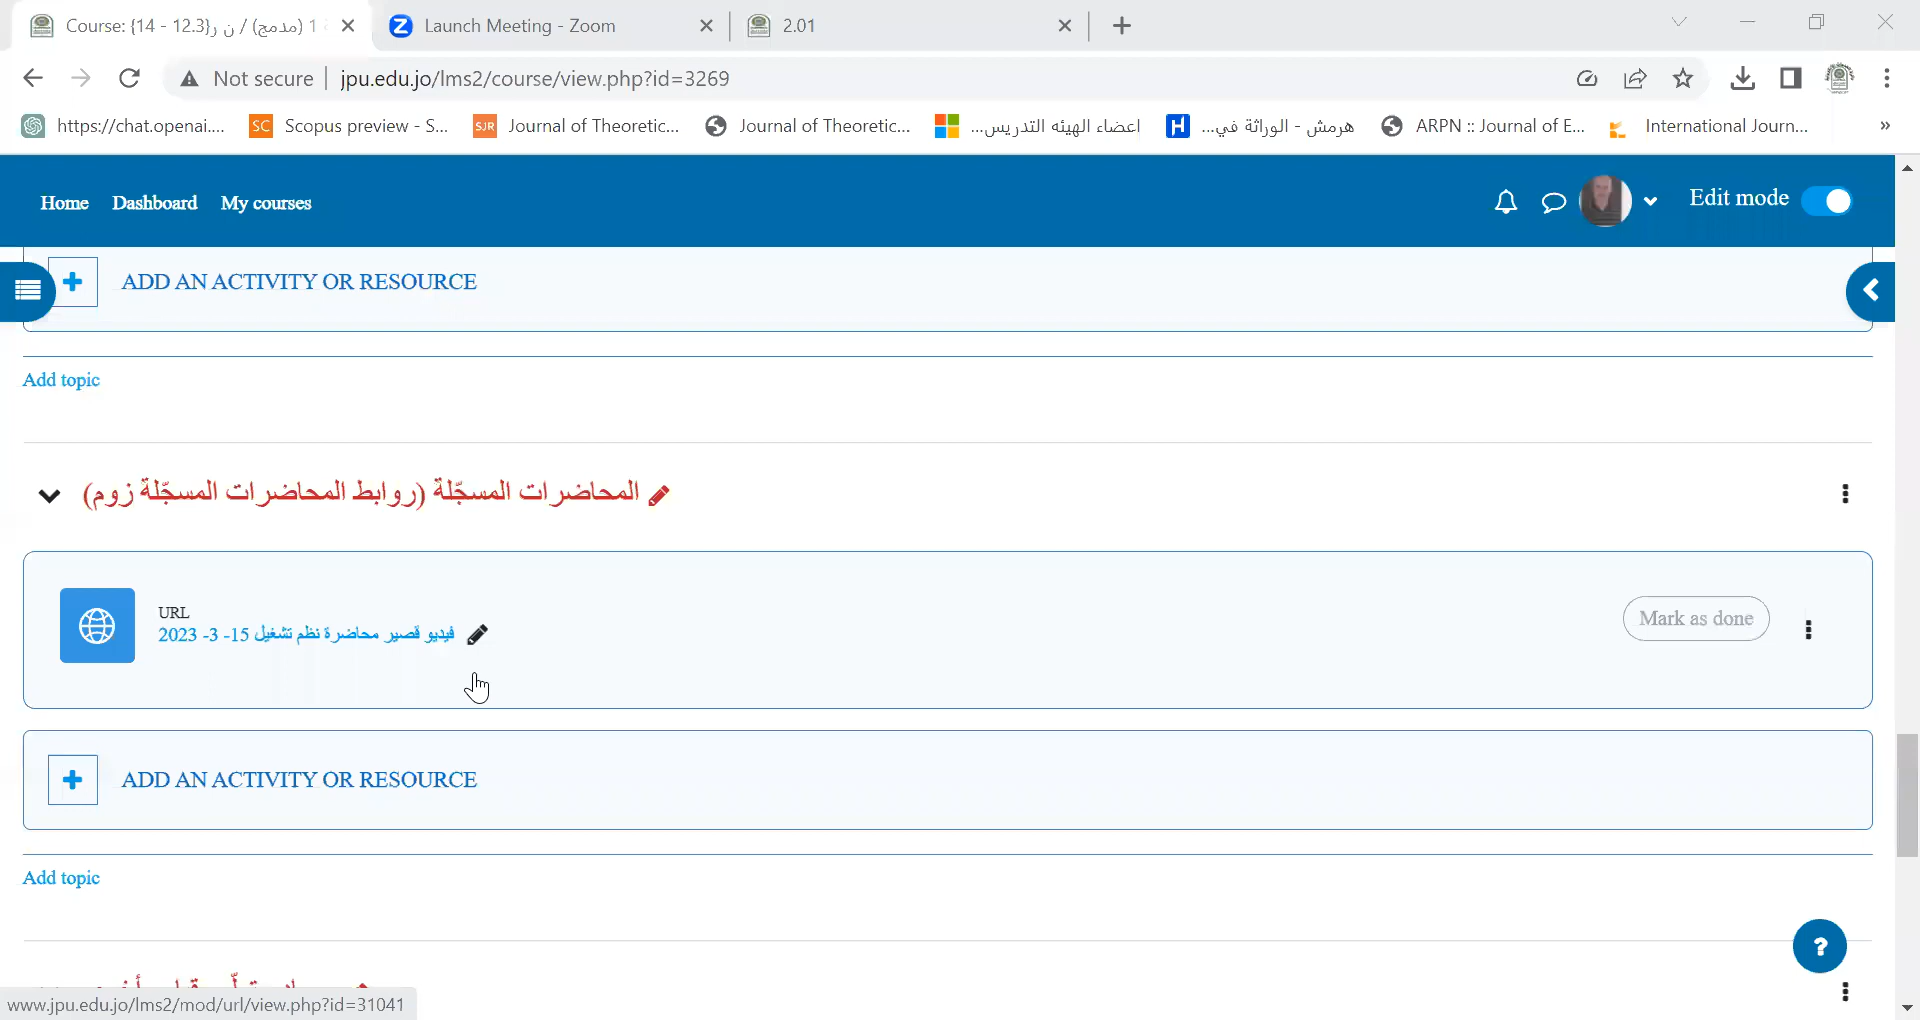 Course: {14 - 12.3}ر ن / (مدمج) 1
Launch Meeting - Zoom
2.01
Not secure
jpu.edu.jo/lms2/course/view.php?id=3269
https://chat.openai....
SC Scopus preview - S...
SJR Journal of Theoretic...
Journal of Theoretic...
اعضاء الهيئه التدريس...
H هرمش - الوراثة في...
ARPN :: Journal of E...
International Journ...
»
Home
Dashboard
My courses
Edit mode
ADD AN ACTIVITY OR RESOURCE
Add topic
المحاضرات المسجّلة (روابط المحاضرات المسجّلة زوم)
URL
فيديو قصير محاضرة نظم تشغيل 15- 3- 2023
Mark as done
ADD AN ACTIVITY OR RESOURCE
Add topic
?
www.jpu.edu.jo/lms2/mod/url/view.php?id=31041